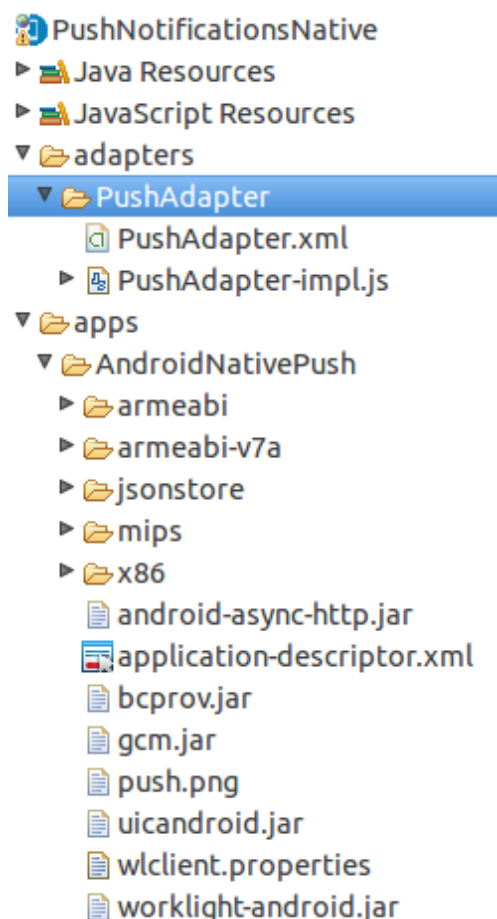 PushNotificationsNative
Java Resources
JavaScript Resources
adapters
PushAdapter
PushAdapter.xml
PushAdapter-impl.js
apps
AndroidNativePush
armeabi
armeabi-v7a
jsonstore
mips
x86
android-async-http.jar
application-descriptor.xml
bcprov.jar
gcm.jar
push.png
uicandroid.jar
wlclient.properties
worklight-android.jar